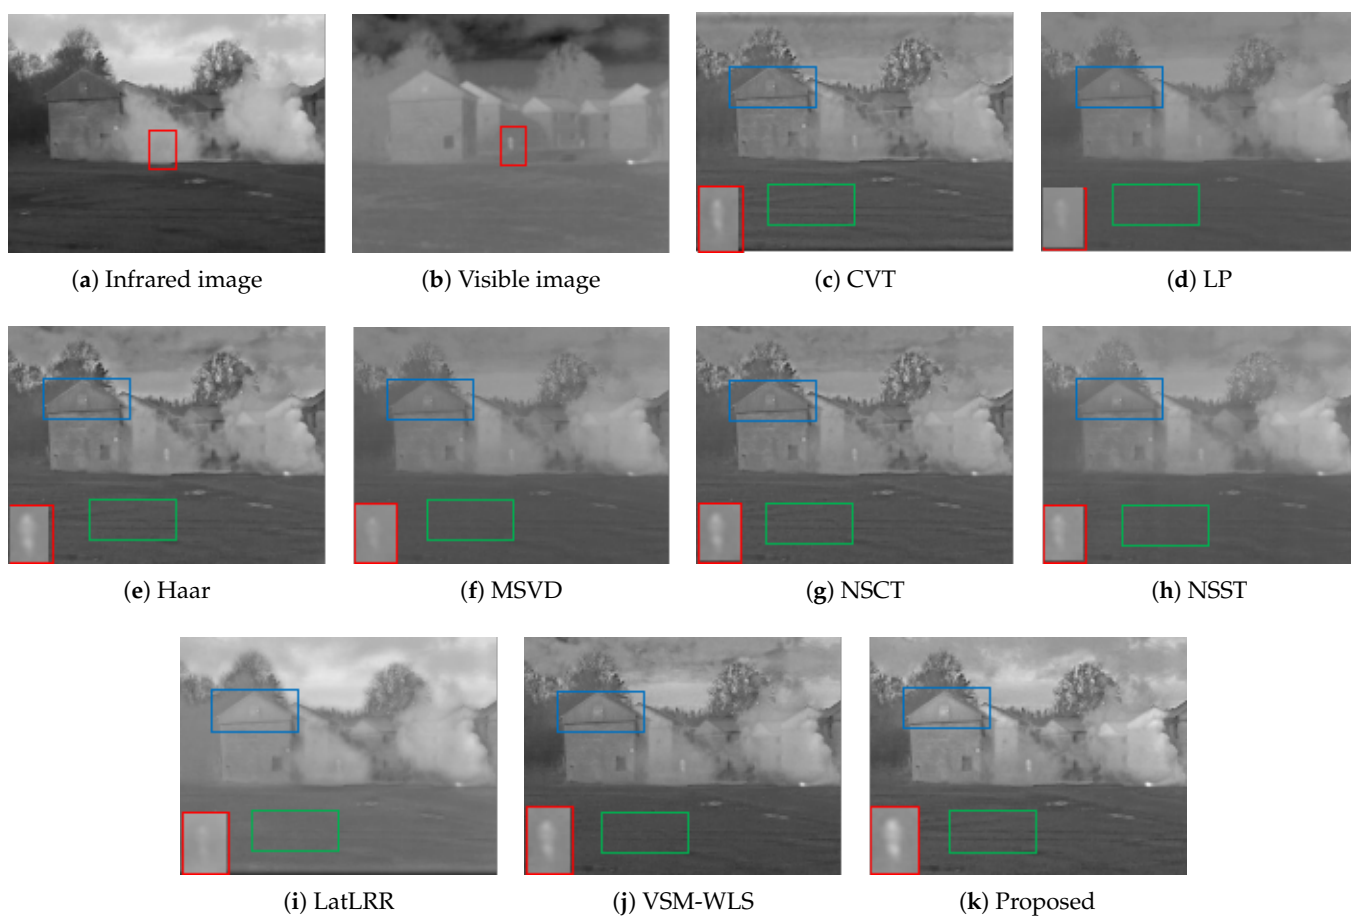 (a) Infrared image
(b) Visible image
(c) CVT
(d) LP
(e) Haar
(f) MSVD
(g) NSCT
(h) NSST
(i) LatLRR
(j) VSM-WLS
(k) Proposed